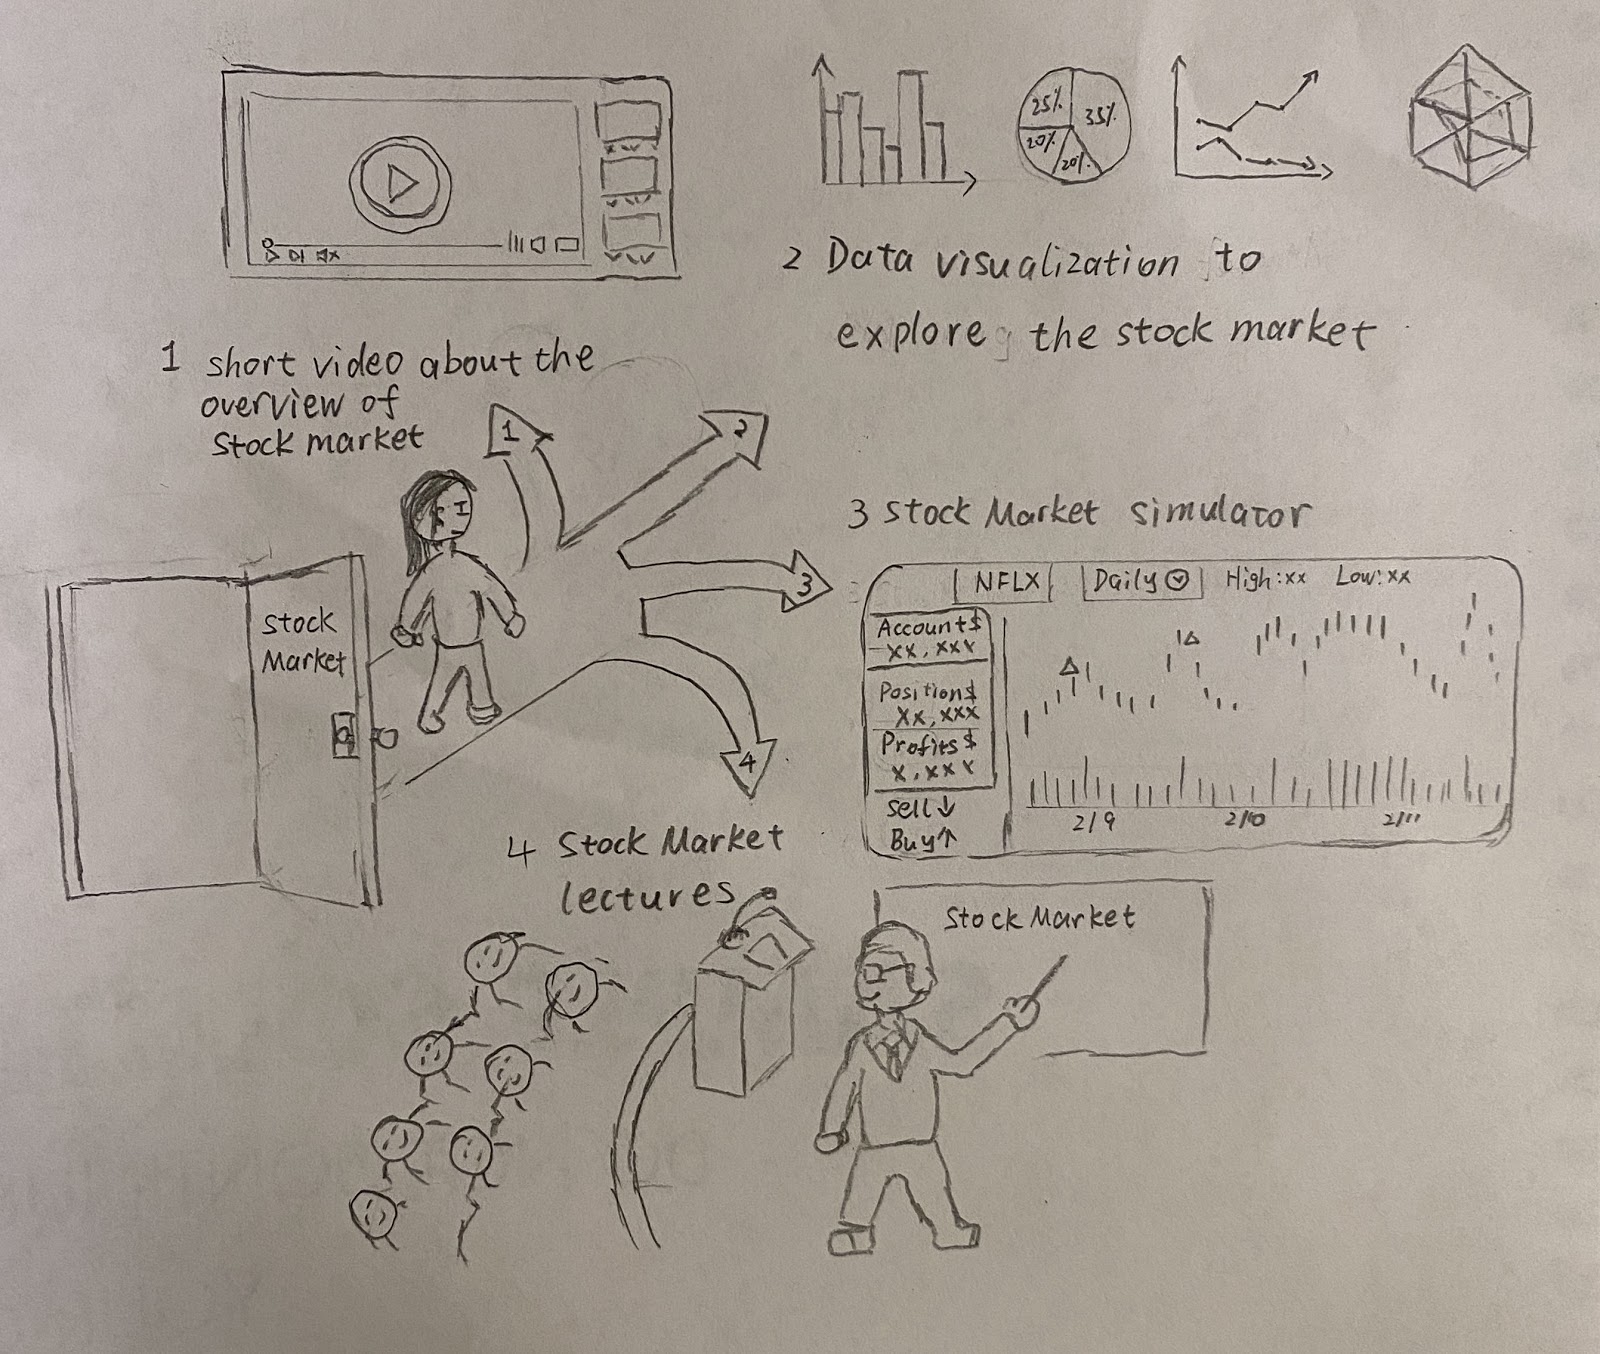 25%
35%
20%
20%
2 Data visualization to
explore the stock market
1 short video about the
overview of
stock market
1
2
3
4
Stock
Market
3 Stock Market simulator
NFLX
Daily
High:xx Low:xx
Account$
xx,xxx
Position$
xx,xxx
Profits$
x,xxx
Sell↓
Buy↑
2/9
2/10
2/11
4 Stock Market
lectures
Stock Market